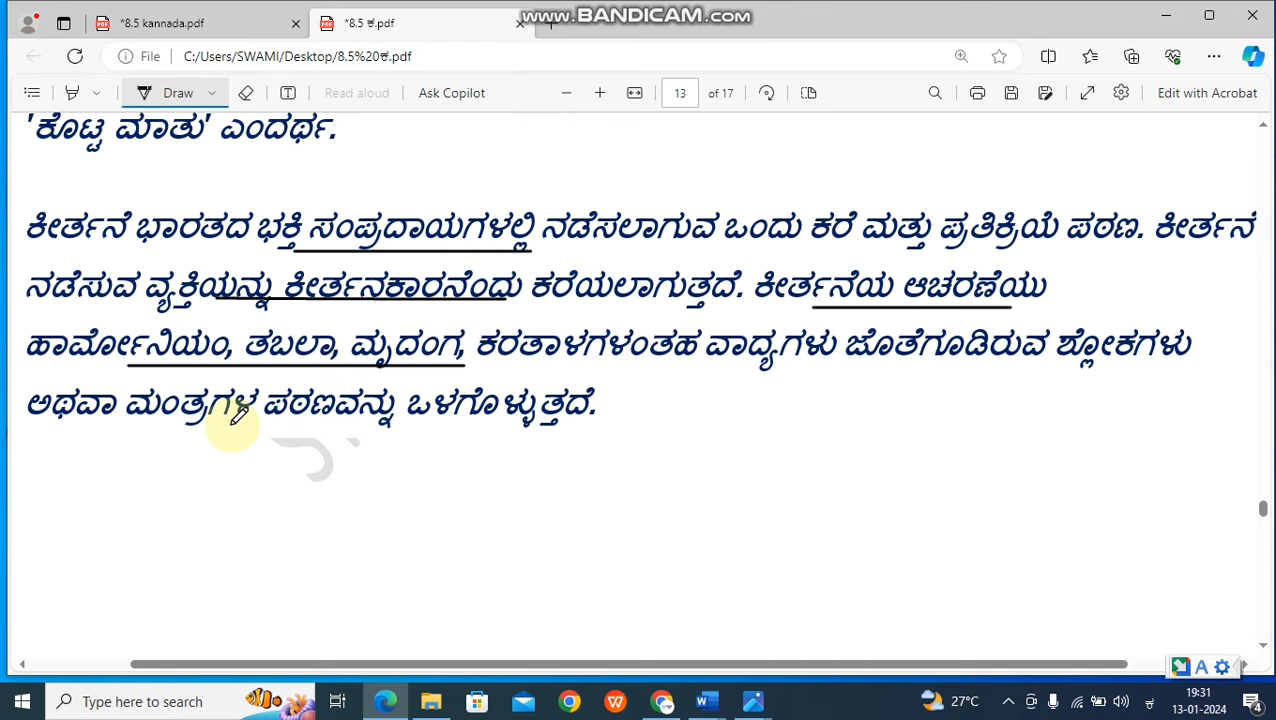 www.BANDICAM.com
*8.5 kannada.pdf
*8.5 ಕ.pdf
File
C:/Users/SWAMI/Desktop/8.5%20ಕ.pdf
Draw
Read aloud
Ask Copilot
13 of 17
Edit with Acrobat
'ಕೊಟ್ಟ ಮಾತು' ಎಂದರ್ಥ.
ಕೀರ್ತನೆ ಭಾರತದ ಭಕ್ತಿ ಸಂಪ್ರದಾಯಗಳಲ್ಲಿ ನಡೆಸಲಾಗುವ ಒಂದು ಕರೆ ಮತ್ತು ಪ್ರತಿಕ್ರಿಯೆ ಪಠಣ. ಕೀರ್ತನೆ
ನಡೆಸುವ ವ್ಯಕ್ತಿಯನ್ನು ಕೀರ್ತನಕಾರನೆಂದು ಕರೆಯಲಾಗುತ್ತದೆ. ಕೀರ್ತನೆಯ ಆಚರಣೆಯು
ಹಾರ್ಮೋನಿಯಂ, ತಬಲಾ, ಮೃದಂಗ, ಕರತಾಳಗಳಂತಹ ವಾದ್ಯಗಳು ಜೊತೆಗೂಡಿರುವ ಶ್ಲೋಕಗಳು
ಅಥವಾ ಮಂತ್ರಗಳ ಪಠಣವನ್ನು ಒಳಗೊಳ್ಳುತ್ತದೆ.
A
Type here to search
27°C
19:31
13-01-2024
4